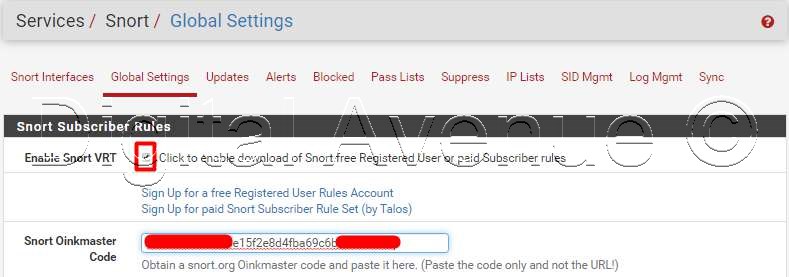 Services / Snort / Global Settings
Snort Interfaces Global Settings Updates Alerts Blocked Pass Lists Suppress IP Lists SID Mgmt Log Mgmt Sync
Digital Avenue ©
Snort Subscriber Rules
Enable Snort VRT Click to enable download of Snort free Registered User or paid Subscriber rules
Sign Up for a free Registered User Rules Account
Sign Up for paid Snort Subscriber Rule Set (by Talos)
Snort Oinkmaster Code e15f2e8d4fba69c6b
Obtain a snort.org Oinkmaster code and paste it here. (Paste the code only and not the URL!)